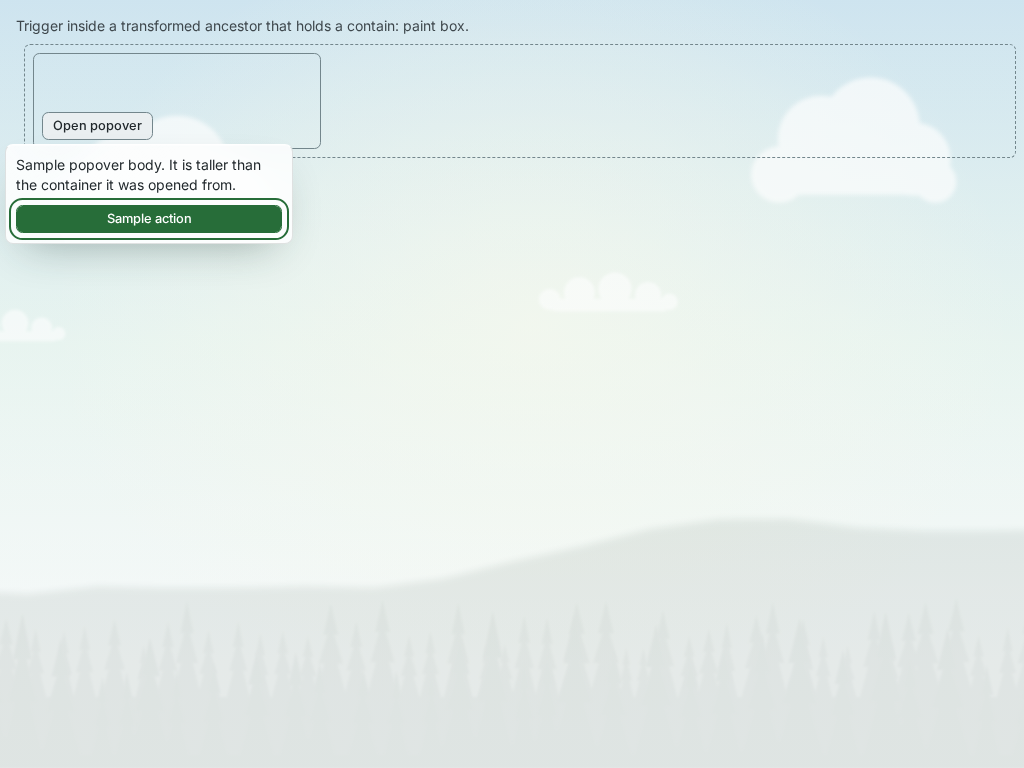 Trigger inside a transformed ancestor that holds a contain: paint box.
Open popover
Sample popover body. It is taller than
the container it was opened from.
Sample action